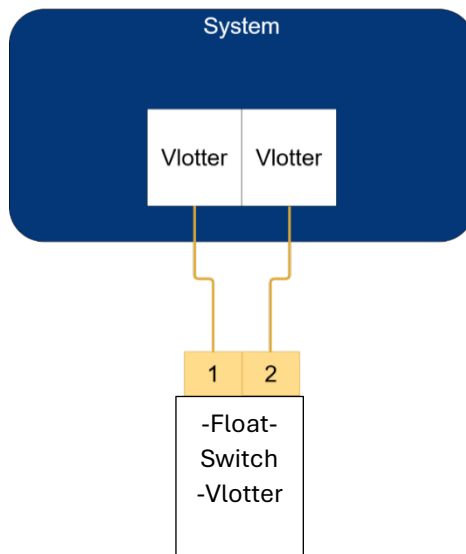 System
Vlotter Vlotter
1 2
-Float-
Switch
-Vlotter